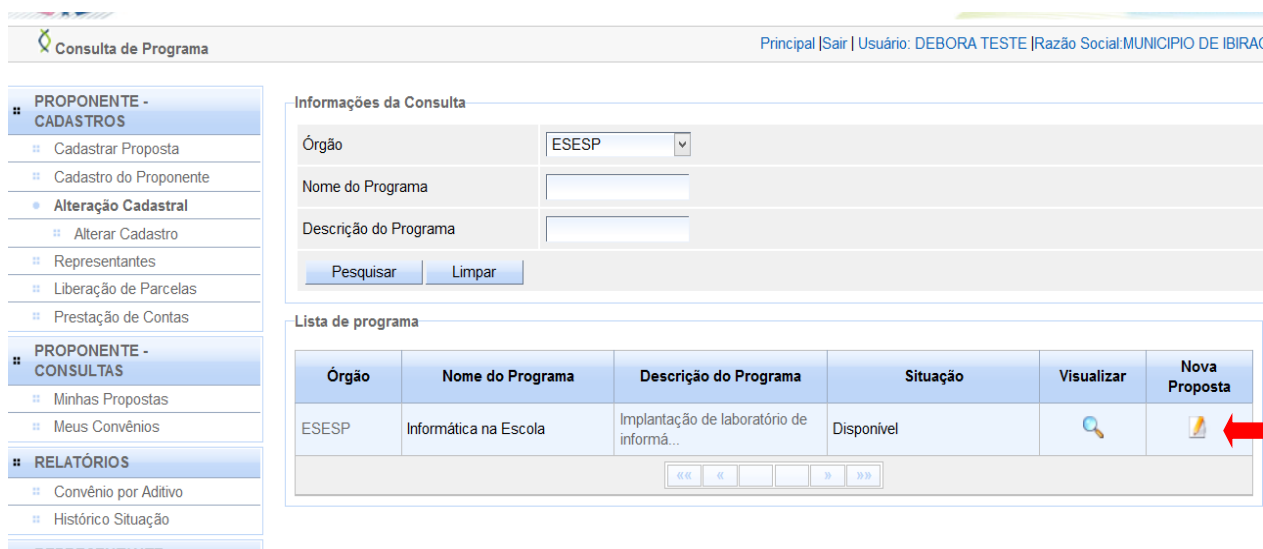 Consulta de Programa
Principal |Sair | Usuário: DEBORA TESTE |Razão Social:MUNICIPIO DE IBIRAÇ
PROPONENTE -
CADASTROS
Cadastrar Proposta
Cadastro do Proponente
Alteração Cadastral
Alterar Cadastro
Representantes
Liberação de Parcelas
Prestação de Contas
PROPONENTE -
CONSULTAS
Minhas Propostas
Meus Convênios
RELATÓRIOS
Convênio por Aditivo
Histórico Situação
Informações da Consulta
Órgão ESESP
Nome do Programa
Descrição do Programa
Pesquisar Limpar
Lista de programa
Órgão Nome do Programa Descrição do Programa Situação Visualizar Nova Proposta
ESESP Informática na Escola Implantação de laboratório de informá... Disponível
«« « » »»